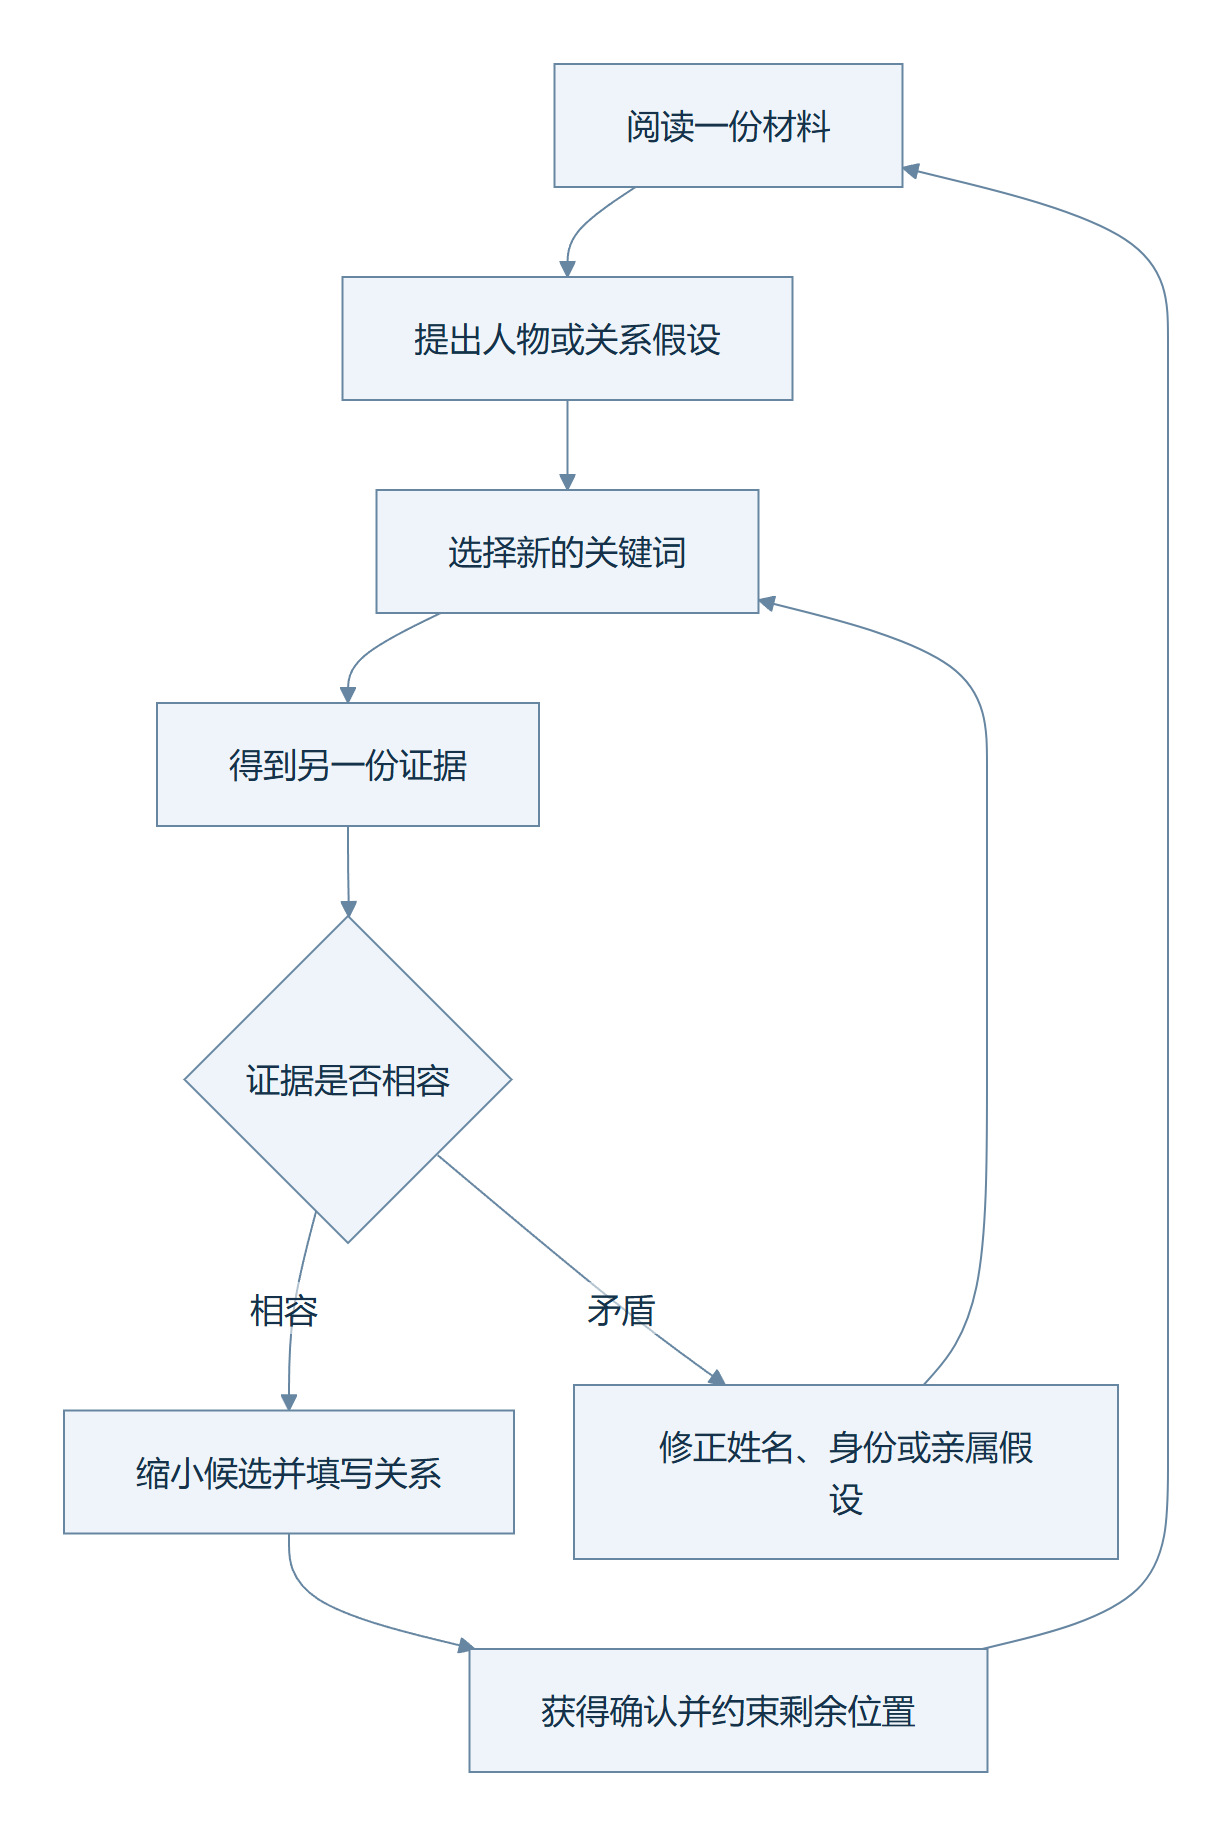 阅读一份材料
提出人物或关系假设
选择新的关键词
得到另一份证据
证据是否相容
相容
矛盾
缩小候选并填写关系
修正姓名、身份或亲属假
设
获得确认并约束剩余位置